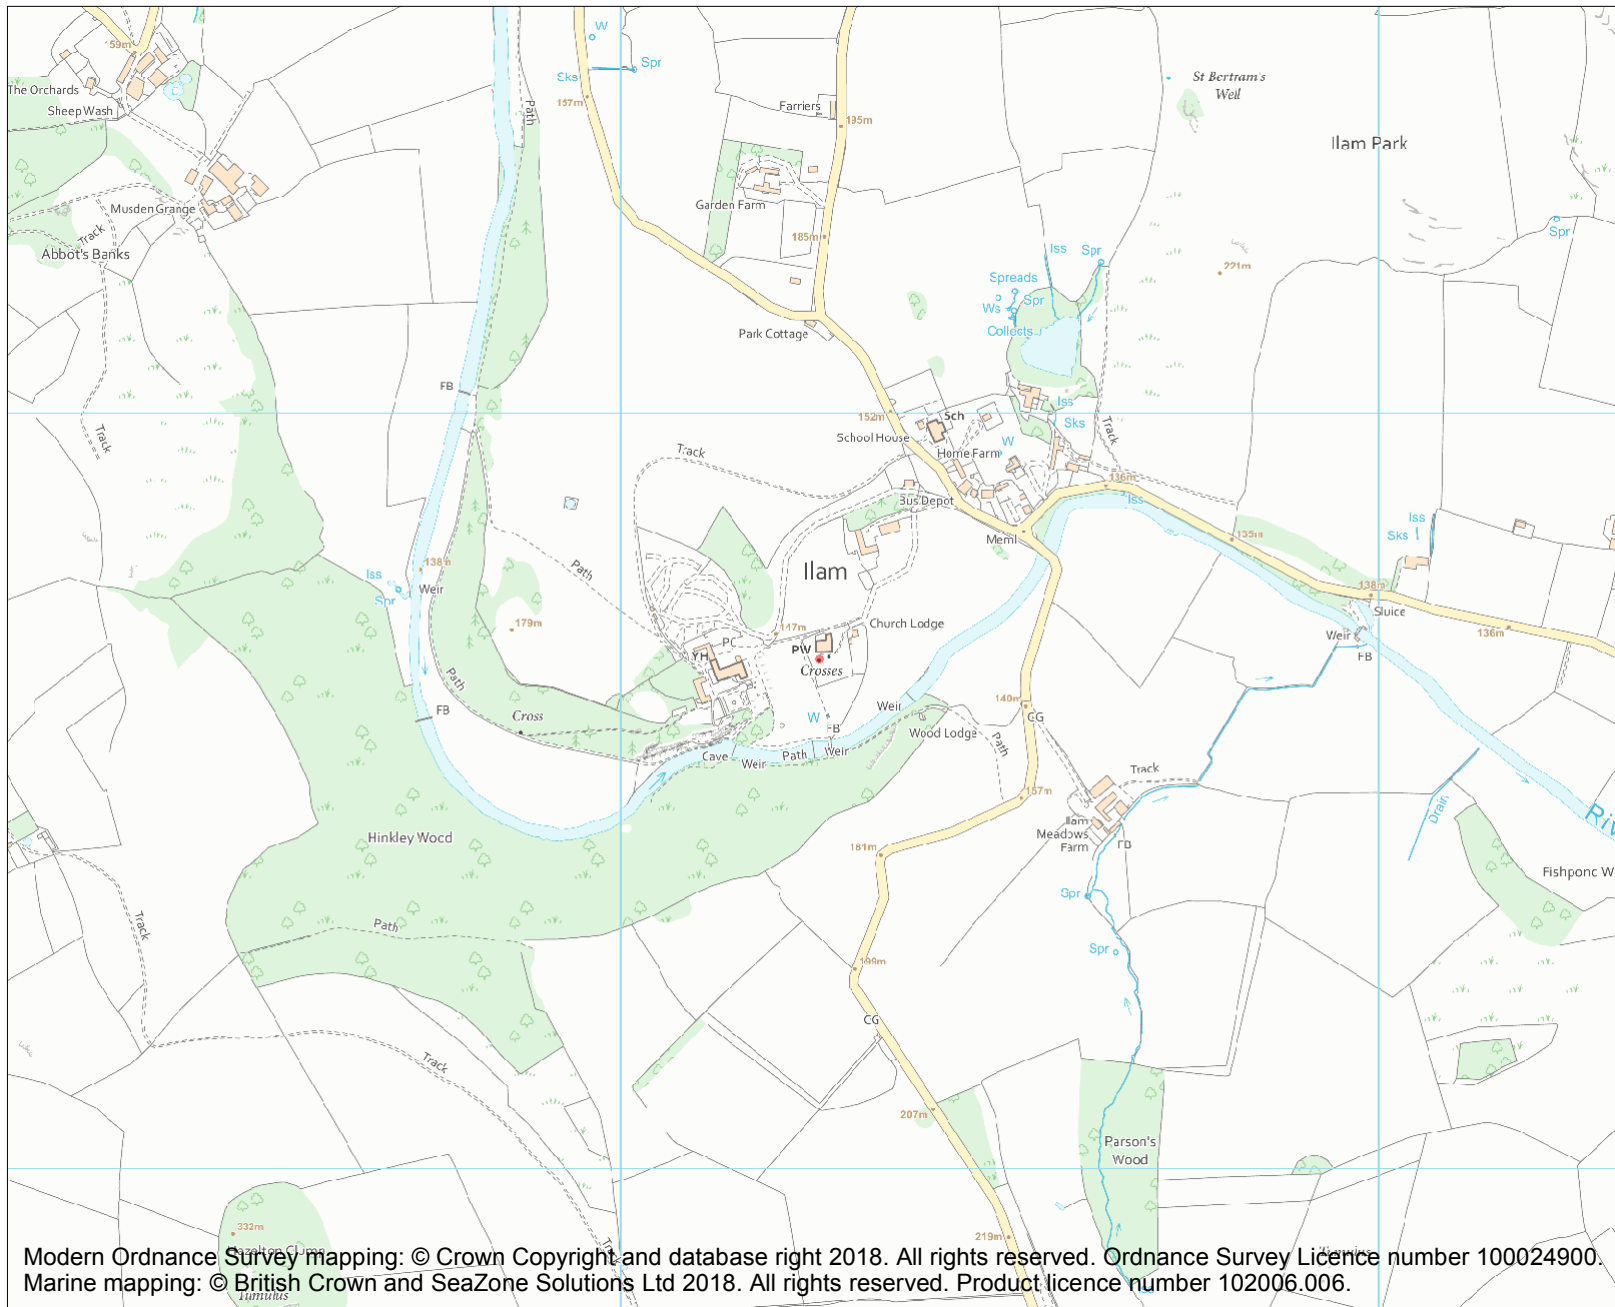 W
Spr
Sks
159m
157m
The Orchards
Sheep Wash
Path
Farriers
195m
St Bertram's
Well
Ilam Park
Musden Grange
Track
Abbot's Banks
Garden Farm
185m
Spr
Iss
Spr
221m
Spreads
Spr
Ws
Collects
Park Cottage
FB
152m
Sch
Iss
Sks
School House
W
Home Farm
Track
Track
Track
136m
Iss
Bus Depot
Meml
135m
Iss
Sks
138m
Iss
Spr
Weir
Path
Ilam
138m
Sluice
179m
147m
Church Lodge
136m
PC
YH
PW
Crosses
Weir
FB
Path
Cross
FB
W
FB
Weir
140m
CG
Wood Lodge
Path
Cave
Weir
Path
Weir
Track
157m
Drain
Riv
Hinkley Wood
181m
Ilam
Meadows
Farm
FB
Fishpond W
Spr
Track
Path
Spr
199m
CG
Track
207m
Parson's
Wood
332m
219m
Hazelton Clump
Track
Tumulus
Tumulus
Modern Ordnance Survey mapping: © Crown Copyright and database right 2018. All rights reserved. Ordnance Survey Licence number 100024900.
Marine mapping: © British Crown and SeaZone Solutions Ltd 2018. All rights reserved. Product licence number 102006.006.